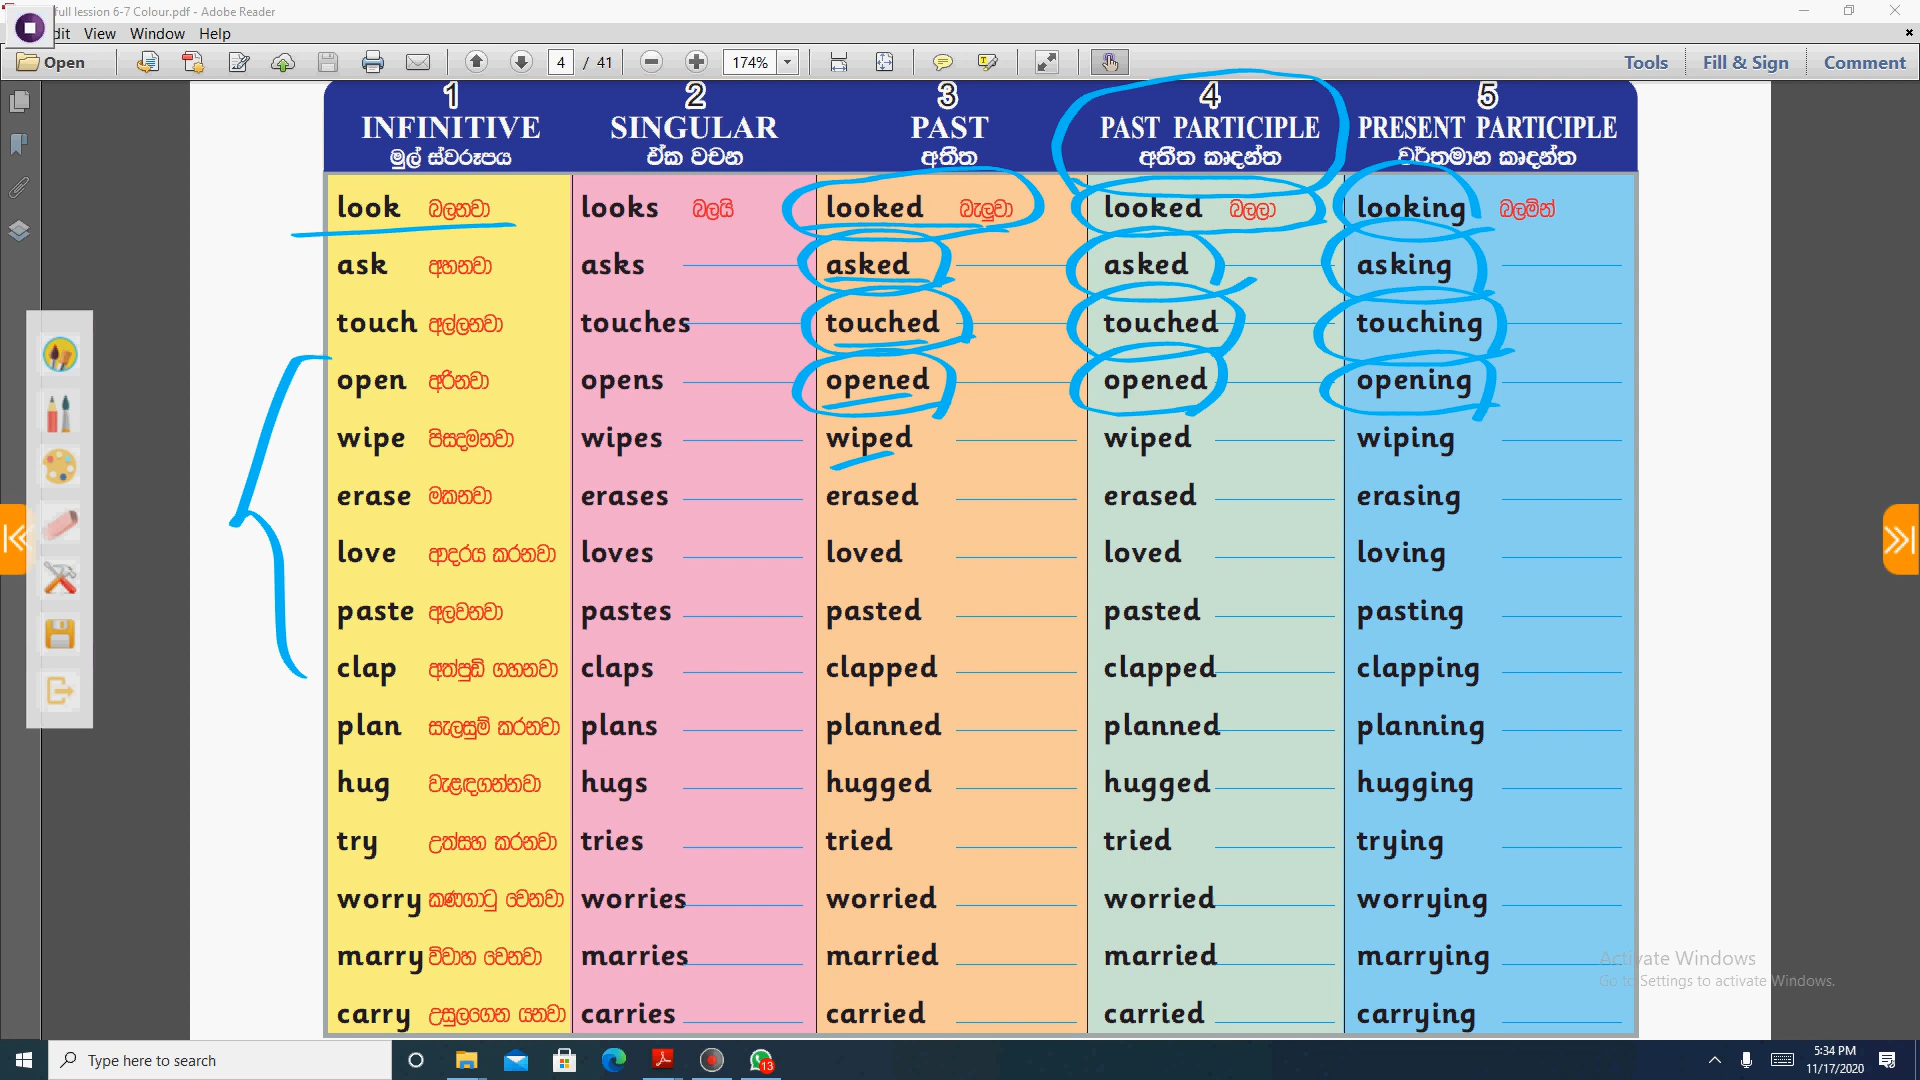 full lession 6-7 Colour.pdf - Adobe Reader
dit View Window Help
Open 4 / 41 174% Tools Fill & Sign Comment
1 2 3 4 5
INFINITIVE SINGULAR PAST PAST PARTICIPLE PRESENT PARTICIPLE
මුල් ස්වරූපය ඒක වචන අතීත අතීත කෘදන්ත වර්තමාන කෘදන්ත
look බලනවා looks බලයි looked බැලුවා looked බලලා looking බලමින්
ask අහනවා asks asked asked asking
touch අල්ලනවා touches touched touched touching
open අරිනවා opens opened opened opening
wipe පිසදමනවා wipes wiped wiped wiping
erase මකනවා erases erased erased erasing
love ආදරය කරනවා loves loved loved loving
paste අලවනවා pastes pasted pasted pasting
clap අත්පුඩි ගහනවා claps clapped clapped clapping
plan සැලසුම් කරනවා plans planned planned planning
hug වැළඳගන්නවා hugs hugged hugged hugging
try උත්සහ කරනවා tries tried tried trying
worry කණගාටු වෙනවා worries worried worried worrying
marry විවාහ වෙනවා marries married married marrying
carry උසුලගෙන යනවා carries carried carried carrying
Activate Windows
Go to Settings to activate Windows.
Type here to search 13 5:34 PM
11/17/2020